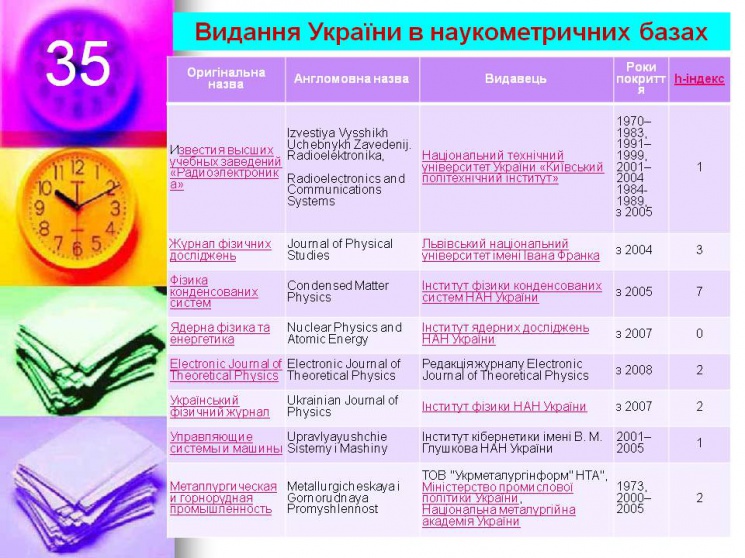 35
Видання України в наукометричних базах
Оригінальна
назва
Англомовна назва
Видавець
Роки
покритт
я
h-індекс
Известия высших
учебных заведений
«Радиоэлектроник
а»
Izvestiya Vysshikh
Uchebnykh Zavedenij.
Radioelektronika,
Radioelectronics and
Communications
Systems
Національний технічний
університет України «Київський
політехнічний інститут»
1970–
1983,
1991–
1999,
2001–
2004
1984-
1989,
з 2005
1
Журнал фізичних
досліджень
Journal of Physical
Studies
Львівський національний
університет імені Івана Франка
з 2004
3
Фізика
конденсованих
систем
Condensed Matter
Physics
Інститут фізики конденсованих
систем НАН України
з 2005
7
Ядерна фізика та
енергетика
Nuclear Physics and
Atomic Energy
Інститут ядерних досліджень
НАН України
з 2007
0
Electronic Journal of
Theoretical Physics
Electronic Journal of
Theoretical Physics
Редакція журналу Electronic
Journal of Theoretical Physics
з 2008
2
Український
фізичний журнал
Ukrainian Journal of
Physics
Інститут фізики НАН України
з 2007
2
Управляющие
системы и машины
Upravlyayushchie
Sistemy i Mashiny
Інститут кібернетики імені В. М.
Глушкова НАН України
2001–
2005
1
Металлургическая
и горнорудная
промышленность
Metallurgicheskaya i
Gornorudnaya
Promyshlennost
ТОВ "Укрметалургінформ" НТА",
Міністерство промислової
політики України,
Національна металургійна
академія України
1973,
2000–
2005
2